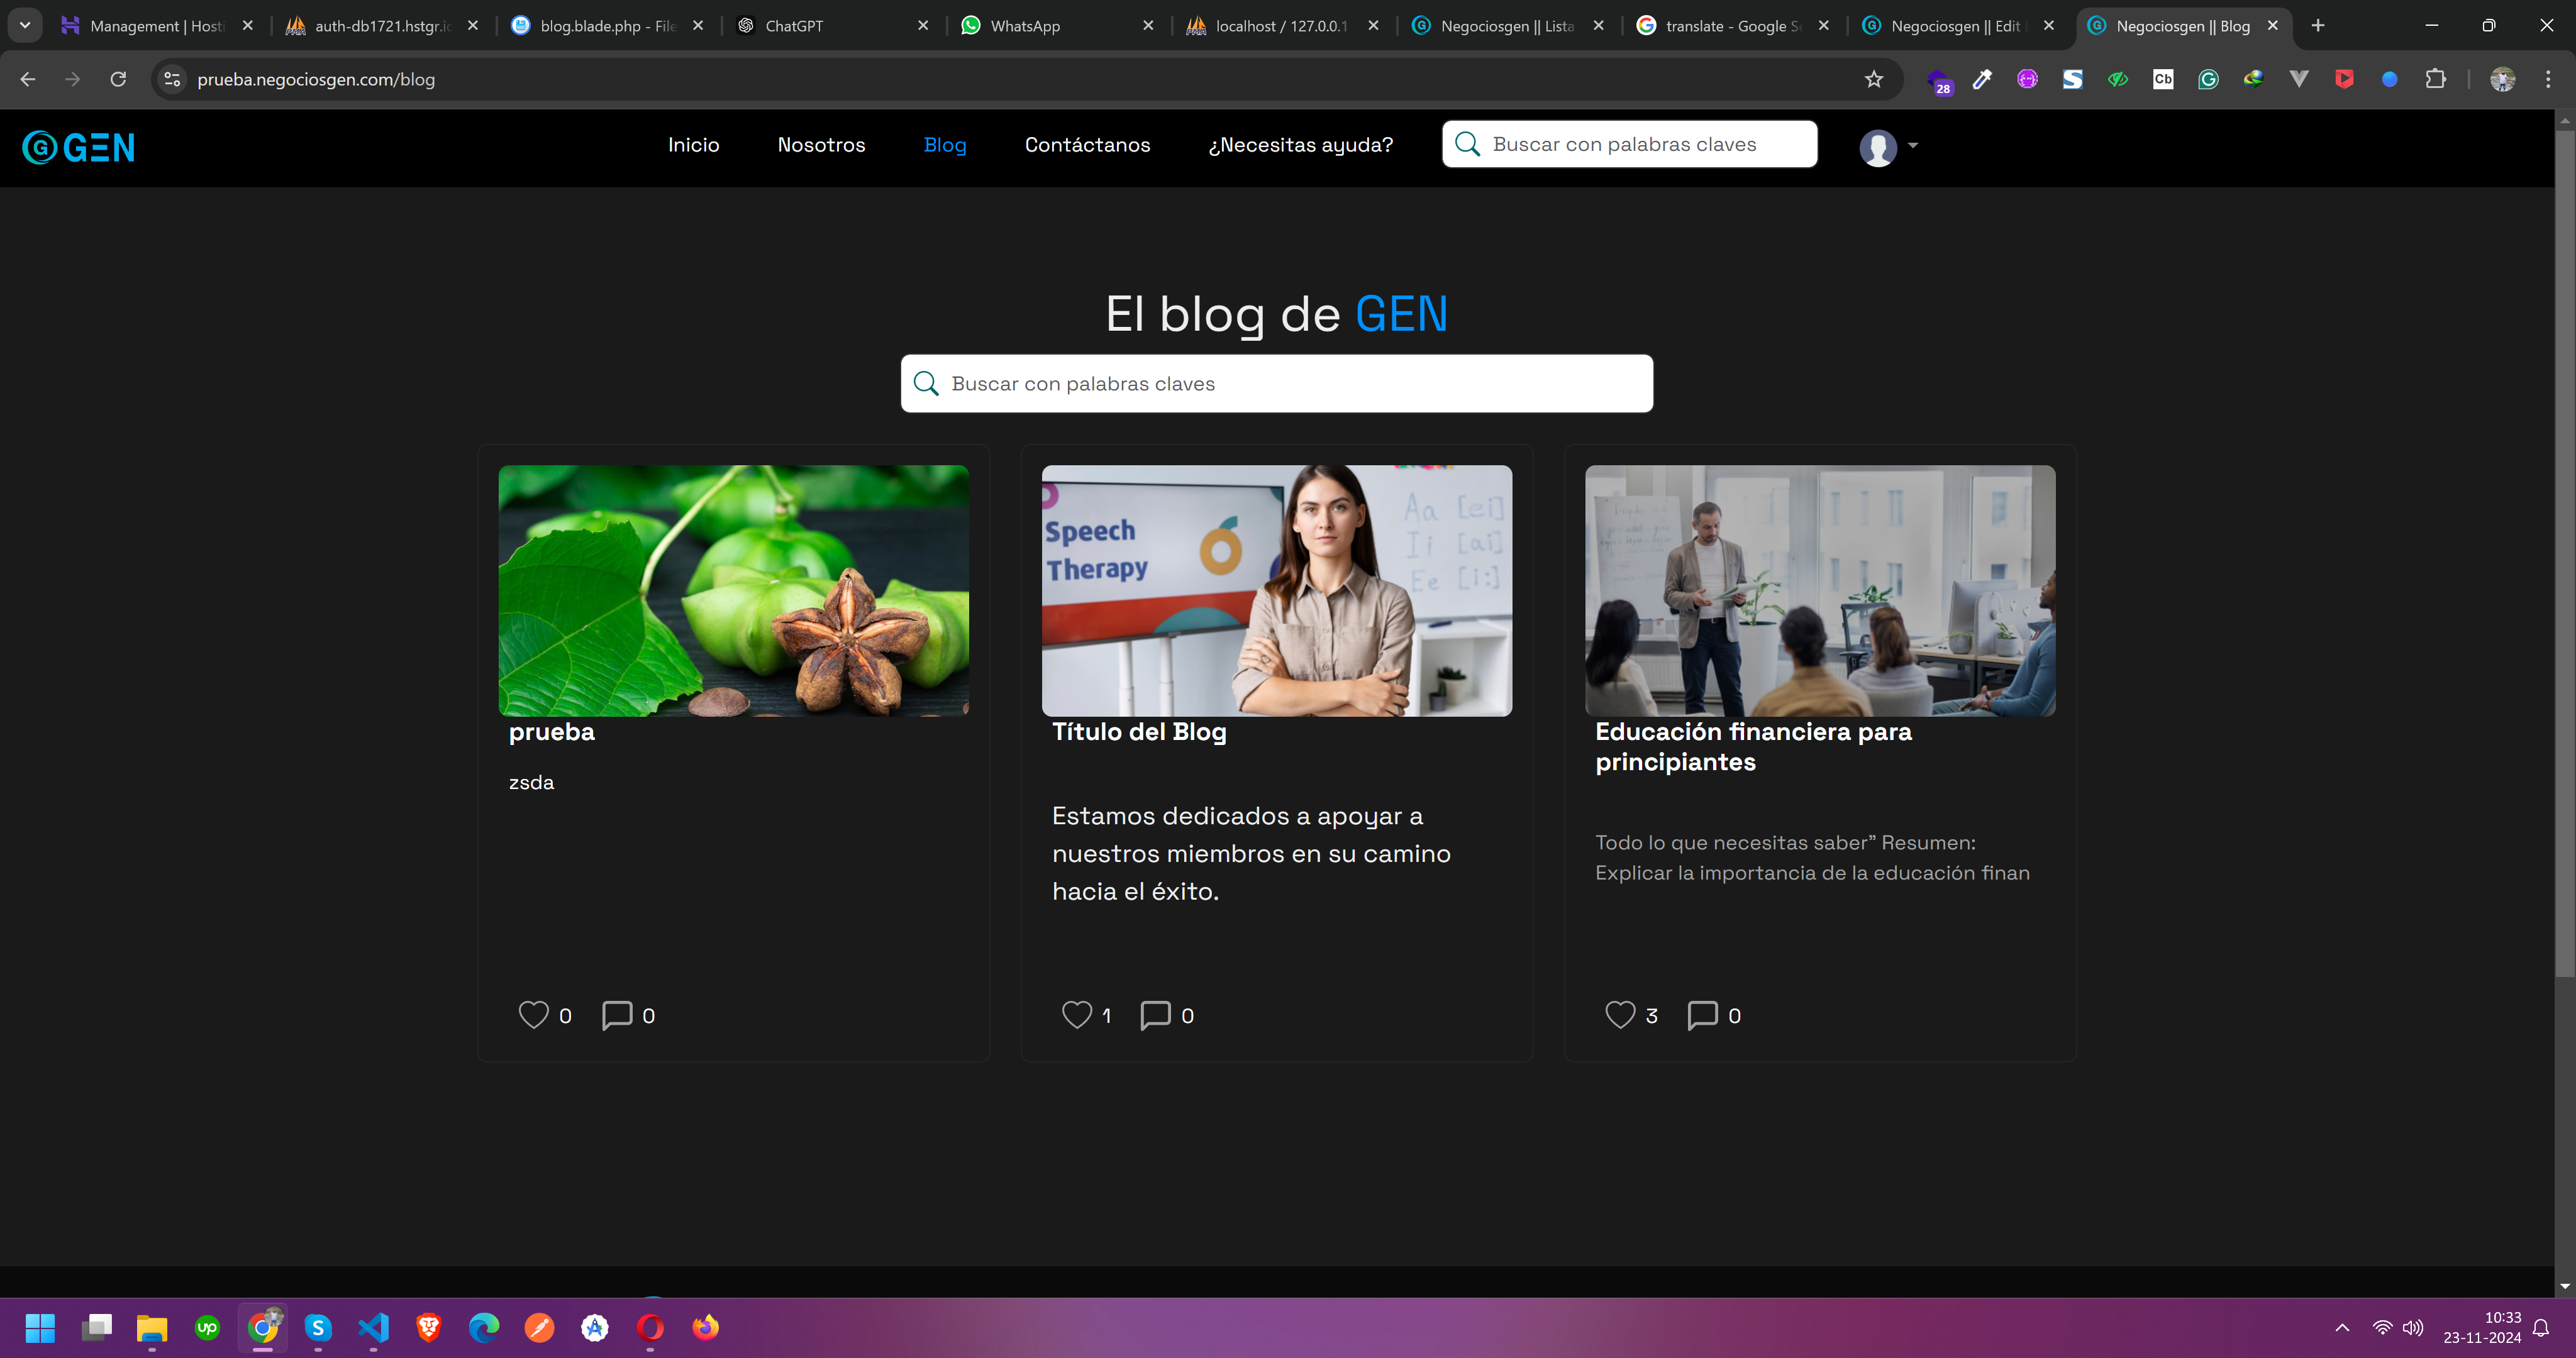 Management | Hosti
auth-db1721.hstgr.io
blog.blade.php - File
ChatGPT
WhatsApp
localhost / 127.0.0.1
Negociosgen || Lista
translate - Google Se
Negociosgen || Edit
Negociosgen || Blog
prueba.negociosgen.com/blog
28
Cb
G GEN
Inicio
Nosotros
Blog
Contáctanos
¿Necesitas ayuda?
Buscar con palabras claves
El blog de GEN
Buscar con palabras claves
Speech
Therapy
Aa [ei]
Ii [ai]
Ee [i:]
prueba
zsda
0 0
Título del Blog
Estamos dedicados a apoyar a
nuestros miembros en su camino
hacia el éxito.
1 0
Educación financiera para
principiantes
Todo lo que necesitas saber” Resumen:
Explicar la importancia de la educación finan
3 0
up
10:33
23-11-2024